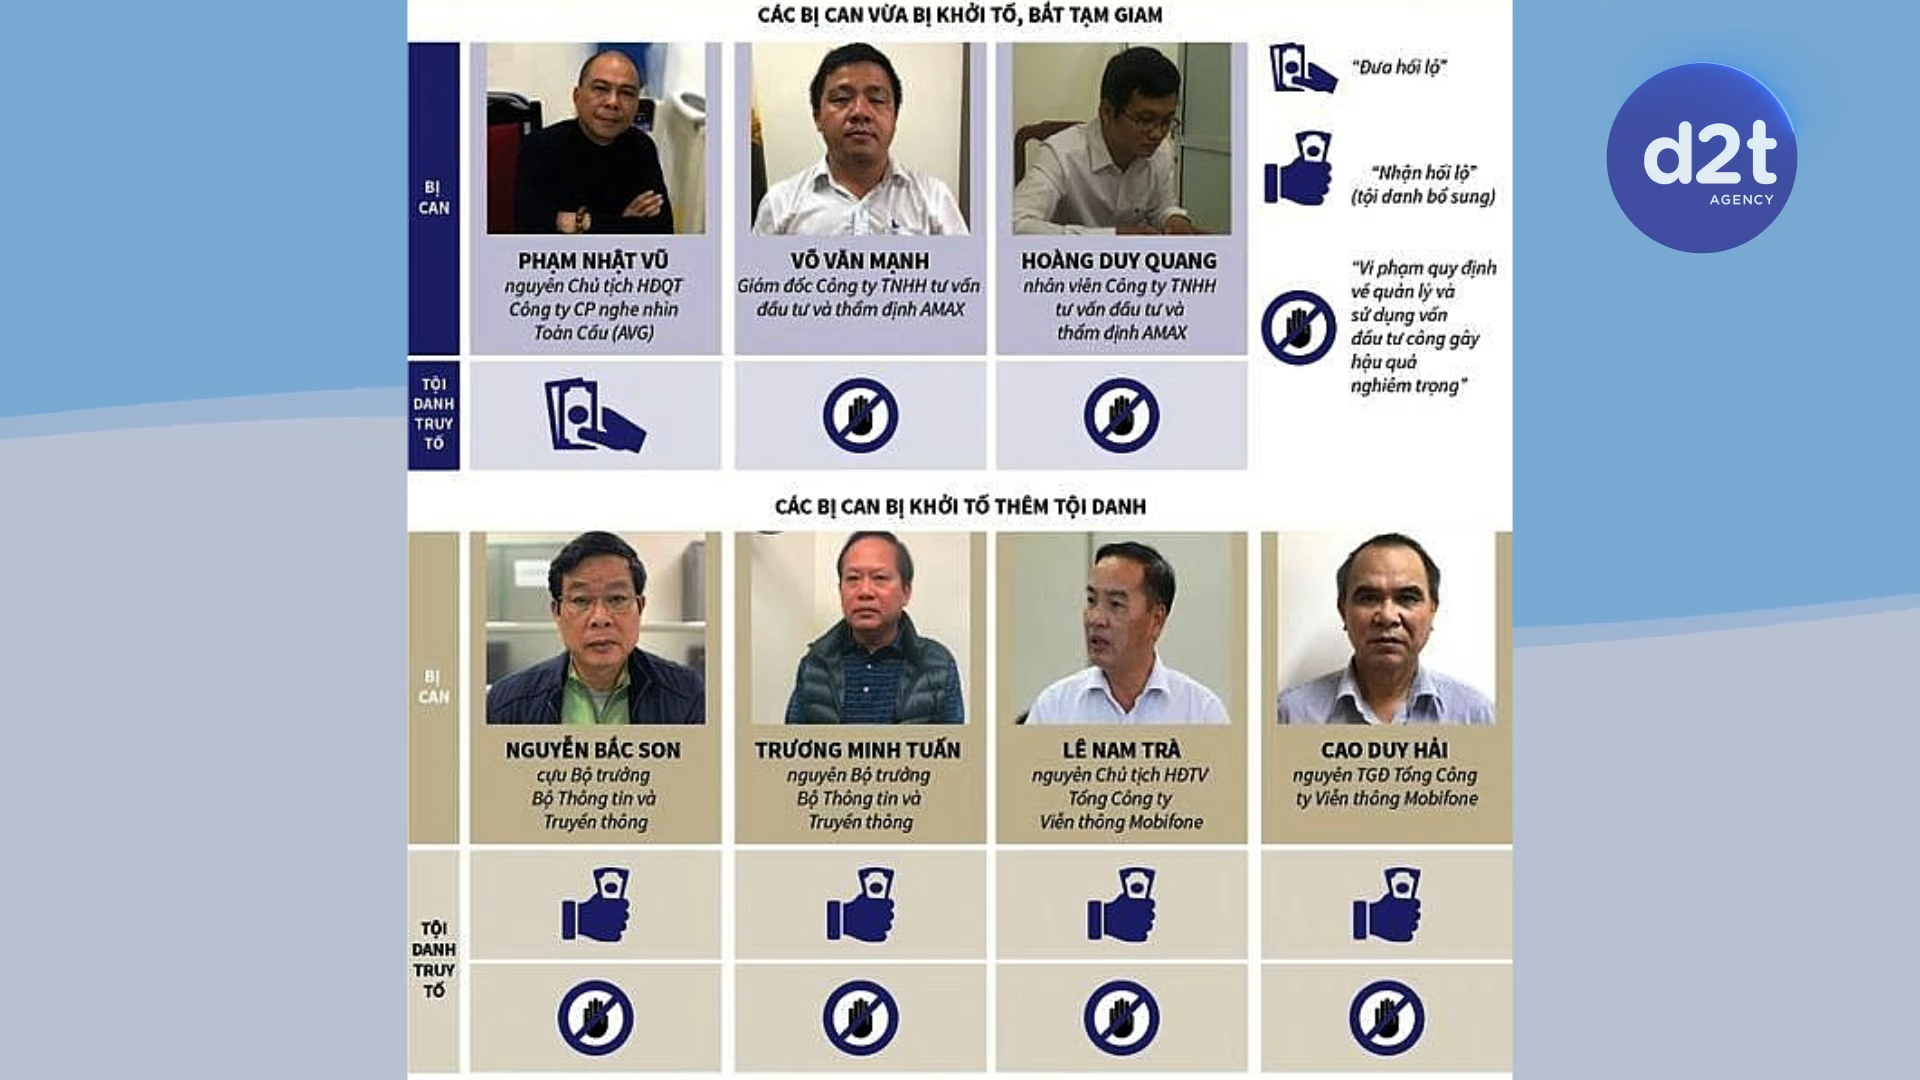 CÁC BỊ CAN VỪA BỊ KHỞI TỐ, BẮT TẠM GIAM
BỊ
CAN
PHẠM NHẬT VŨ
nguyên Chủ tịch HĐQT
Công ty CP nghe nhìn
Toàn Cầu (AVG)
VÕ VĂN MẠNH
Giám đốc Công ty TNHH tư vấn
đầu tư và thẩm định AMAX
HOÀNG DUY QUANG
nhân viên Công ty TNHH
tư vấn đầu tư và
thẩm định AMAX
TỘI
DANH
TRUY
TỐ
"Đưa hối lộ"
"Nhận hối lộ"
(tội danh bổ sung)
"Vi phạm quy định
về quản lý và
sử dụng vốn
đầu tư công gây
hậu quả
nghiêm trọng"
d2t
AGENCY
CÁC BỊ CAN BỊ KHỞI TỐ THÊM TỘI DANH
BỊ
CAN
NGUYỄN BẮC SON
cựu Bộ trưởng
Bộ Thông tin và
Truyền thông
TRƯƠNG MINH TUẤN
nguyên Bộ trưởng
Bộ Thông tin và
Truyền thông
LÊ NAM TRÀ
nguyên Chủ tịch HĐTV
Tổng Công ty
Viễn thông Mobifone
CAO DUY HẢI
nguyên TGĐ Tổng Công
ty Viễn thông Mobifone
TỘI
DANH
TRUY
TỐ